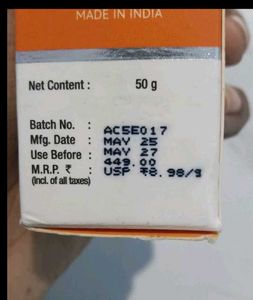 MADE IN INDIA
Net Content : 50 g
Batch No. : AC5E017
Mfg. Date : MAY 25
Use Before : MAY 27
M.R.P. ₹ : 449.00
(incl. of all taxes) USP ₹8.98/g